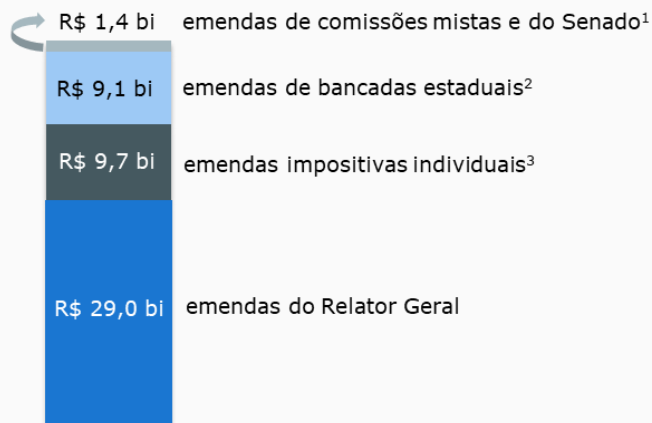 R$ 1,4 bi emendas de comissões mistas e do Senado¹
R$ 9,1 bi emendas de bancadas estaduais²
R$ 9,7 bi emendas impositivas individuais³
R$ 29,0 bi emendas do Relator Geral